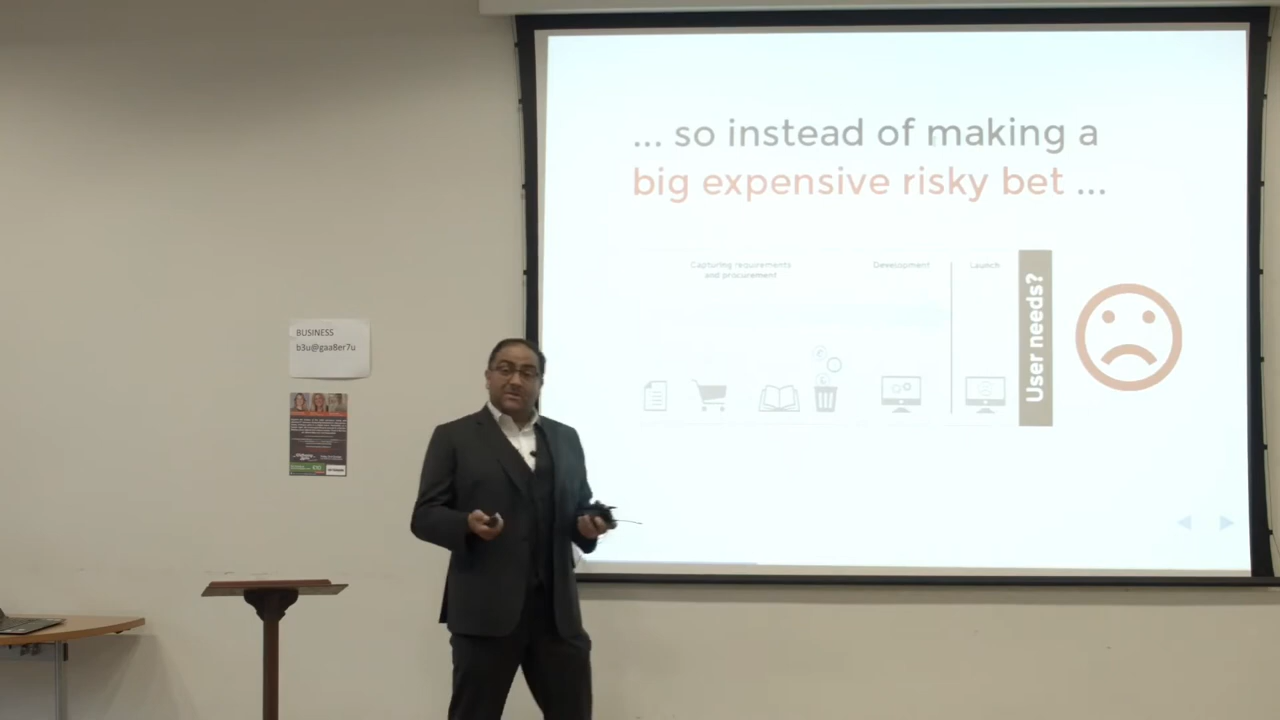 ... so instead of making a
big expensive risky bet ...
Capturing requirements
and procurement
Development
Launch
User needs?
BUSINESS
b3u@gaa8er7u